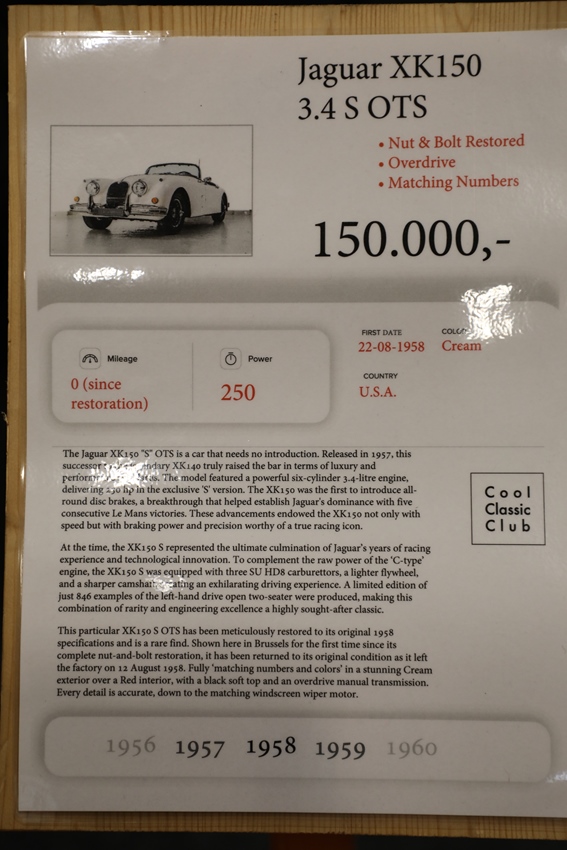 Jaguar XK150
3.4 S OTS
• Nut & Bolt Restored
• Overdrive
• Matching Numbers
150.000,-
Mileage
0 (since
restoration)
Power
250
FIRST DATE
22-08-1958
Cream
COUNTRY
U.S.A.
The Jaguar XK150 "S" OTS is a car that needs no introduction. Released in 1957, this
successor XK140 truly raised the bar in terms of luxury and
The model featured a powerful six-cylinder 3.4-litre engine,
delivering hp in the exclusive 'S' version. The XK150 was the first to introduce all-
round disc brakes, a breakthrough that helped establish Jaguar's dominance with five
consecutive Le Mans victories. These advancements endowed the XK150 not only with
speed but with braking power and precision worthy of a true racing icon.
At the time, the XK150 S represented the ultimate culmination of Jaguar's years of racing
experience and technological innovation. To complement the raw power of the 'C-type'
engine, the XK150 S was equipped with three SU HD8 carburettors, a lighter flywheel,
and a sharper camshaft, an exhilarating driving experience. A limited edition of
just 846 examples of the left-hand drive open two-seater were produced, making this
combination of rarity and engineering excellence a highly sought-after classic.
This particular XK150 S OTS has been meticulously restored to its original 1958
specifications and is a rare find. Shown here in Brussels for the first time since its
complete nut-and-bolt restoration, it has been returned to its original condition as it left
the factory on 12 August 1958. Fully 'matching numbers and colors' in a stunning Cream
exterior over a Red interior, with a black soft top and an overdrive manual transmission.
Every detail is accurate, down to the matching windscreen wiper motor.
Cool
Classic
Club
1956 1957 1958 1959 1960